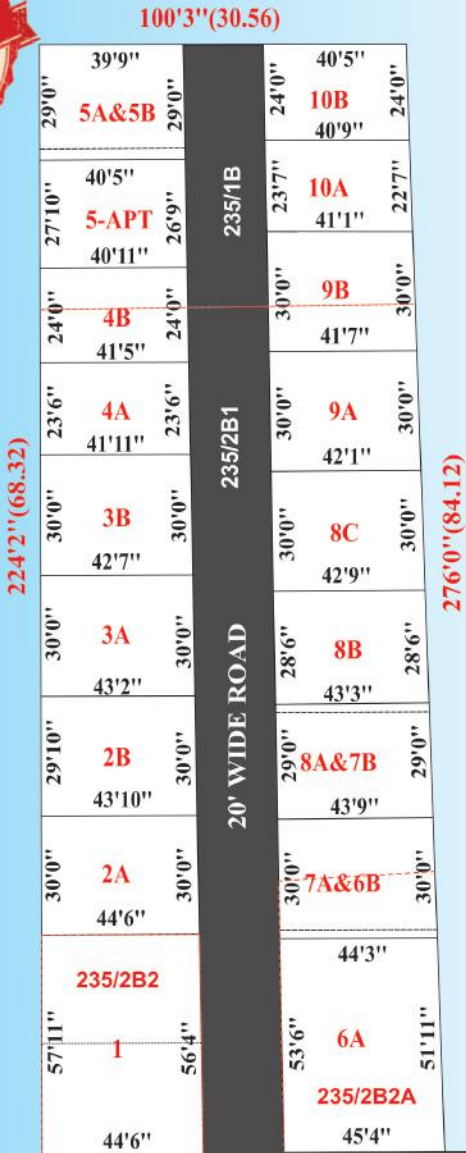 100'3"(30.56)
39'9"
29'0"
5A&5B
29'0"
40'5"
27'10"
5-APT
26'9"
40'11"
24'0"
4B
24'0"
41'5"
23'6"
4A
23'6"
41'11"
30'0"
3B
30'0"
42'7"
30'0"
3A
30'0"
43'2"
29'10"
2B
30'0"
43'10"
30'0"
2A
30'0"
44'6"
235/2B2
57'11"
1
56'4"
44'6"
224'2"(68.32)
235/1B
235/2B1
20' WIDE ROAD
40'5"
24'0"
10B
24'0"
40'9"
23'7"
10A
22'7"
41'1"
30'0"
9B
30'0"
41'7"
30'0"
9A
30'0"
42'1"
30'0"
8C
30'0"
42'9"
28'6"
8B
28'6"
43'3"
29'0"
8A&7B
29'0"
43'9"
30'0"
7A&6B
30'0"
44'3"
53'6"
6A
51'11"
235/2B2A
45'4"
276'0"(84.12)